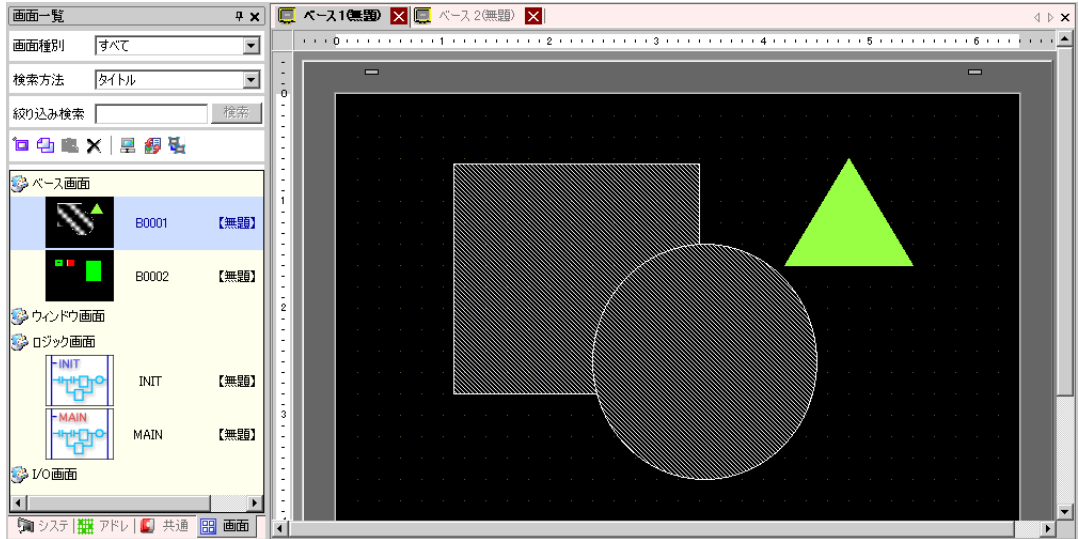 画面一覧
画面種別 すべて
検索方法 タイトル
絞り込み検索 検索
ベース画面
B0001 【無題】
B0002 【無題】
ウィンドウ画面
ロジック画面
INIT
INIT 【無題】
MAIN
MAIN 【無題】
I/O画面
システ アドレ 共通 画面
ベース1(無題) ベース2(無題)
0 1 2 3 4 5 6
0
1
2
3